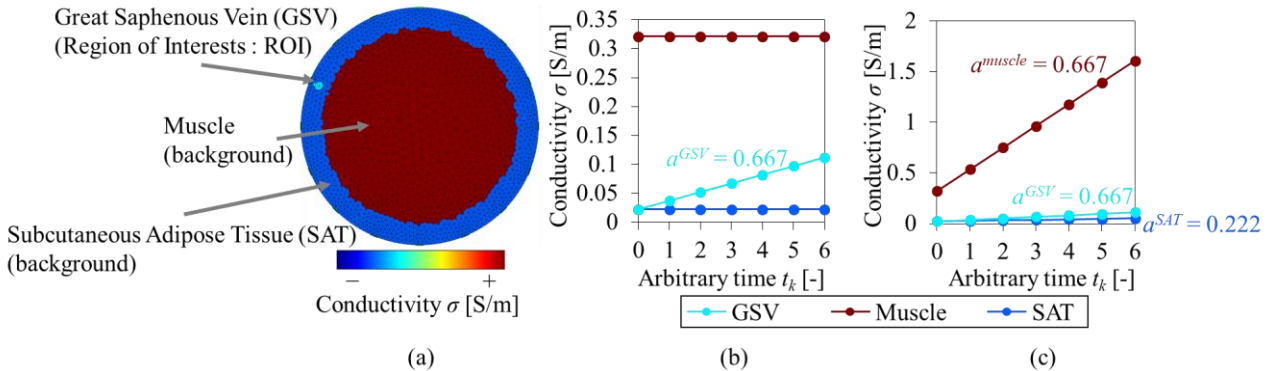 Great Saphenous Vein (GSV)
(Region of Interests : ROI)
Muscle
(background)
Subcutaneous Adipose Tissue (SAT)
(background)
− +
Conductivity σ [S/m]
(a)
Conductivity σ [S/m]
0.35
0.3
0.25
0.2
0.15
0.1
0.05
0
a^GSV = 0.667
0 1 2 3 4 5 6
Arbitrary time t_k [-]
(b)
Conductivity σ [S/m]
2
1.5
1
0.5
0
a^muscle = 0.667
a^GSV = 0.667
a^SAT = 0.222
0 1 2 3 4 5 6
Arbitrary time t_k [-]
GSV Muscle SAT
(c)